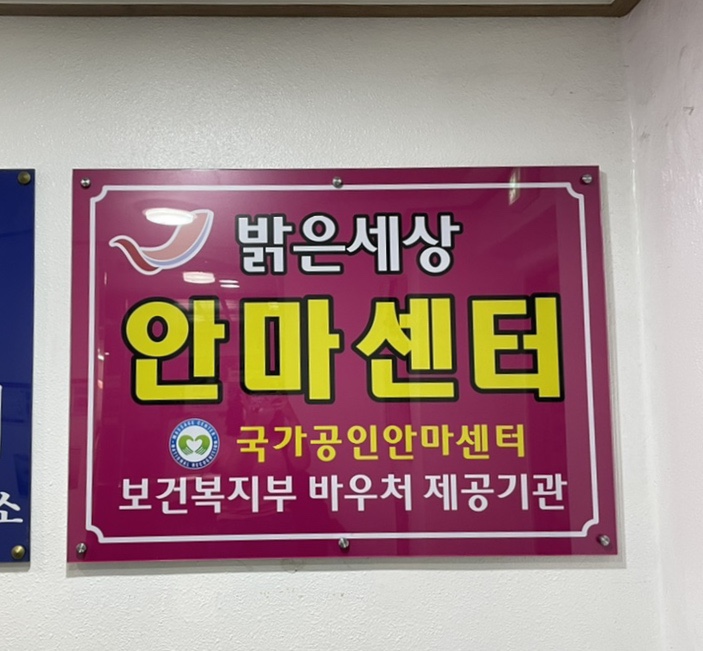 밝은세상
안마센터
국가공인안마센터
보건복지부 바우처 제공기관
소